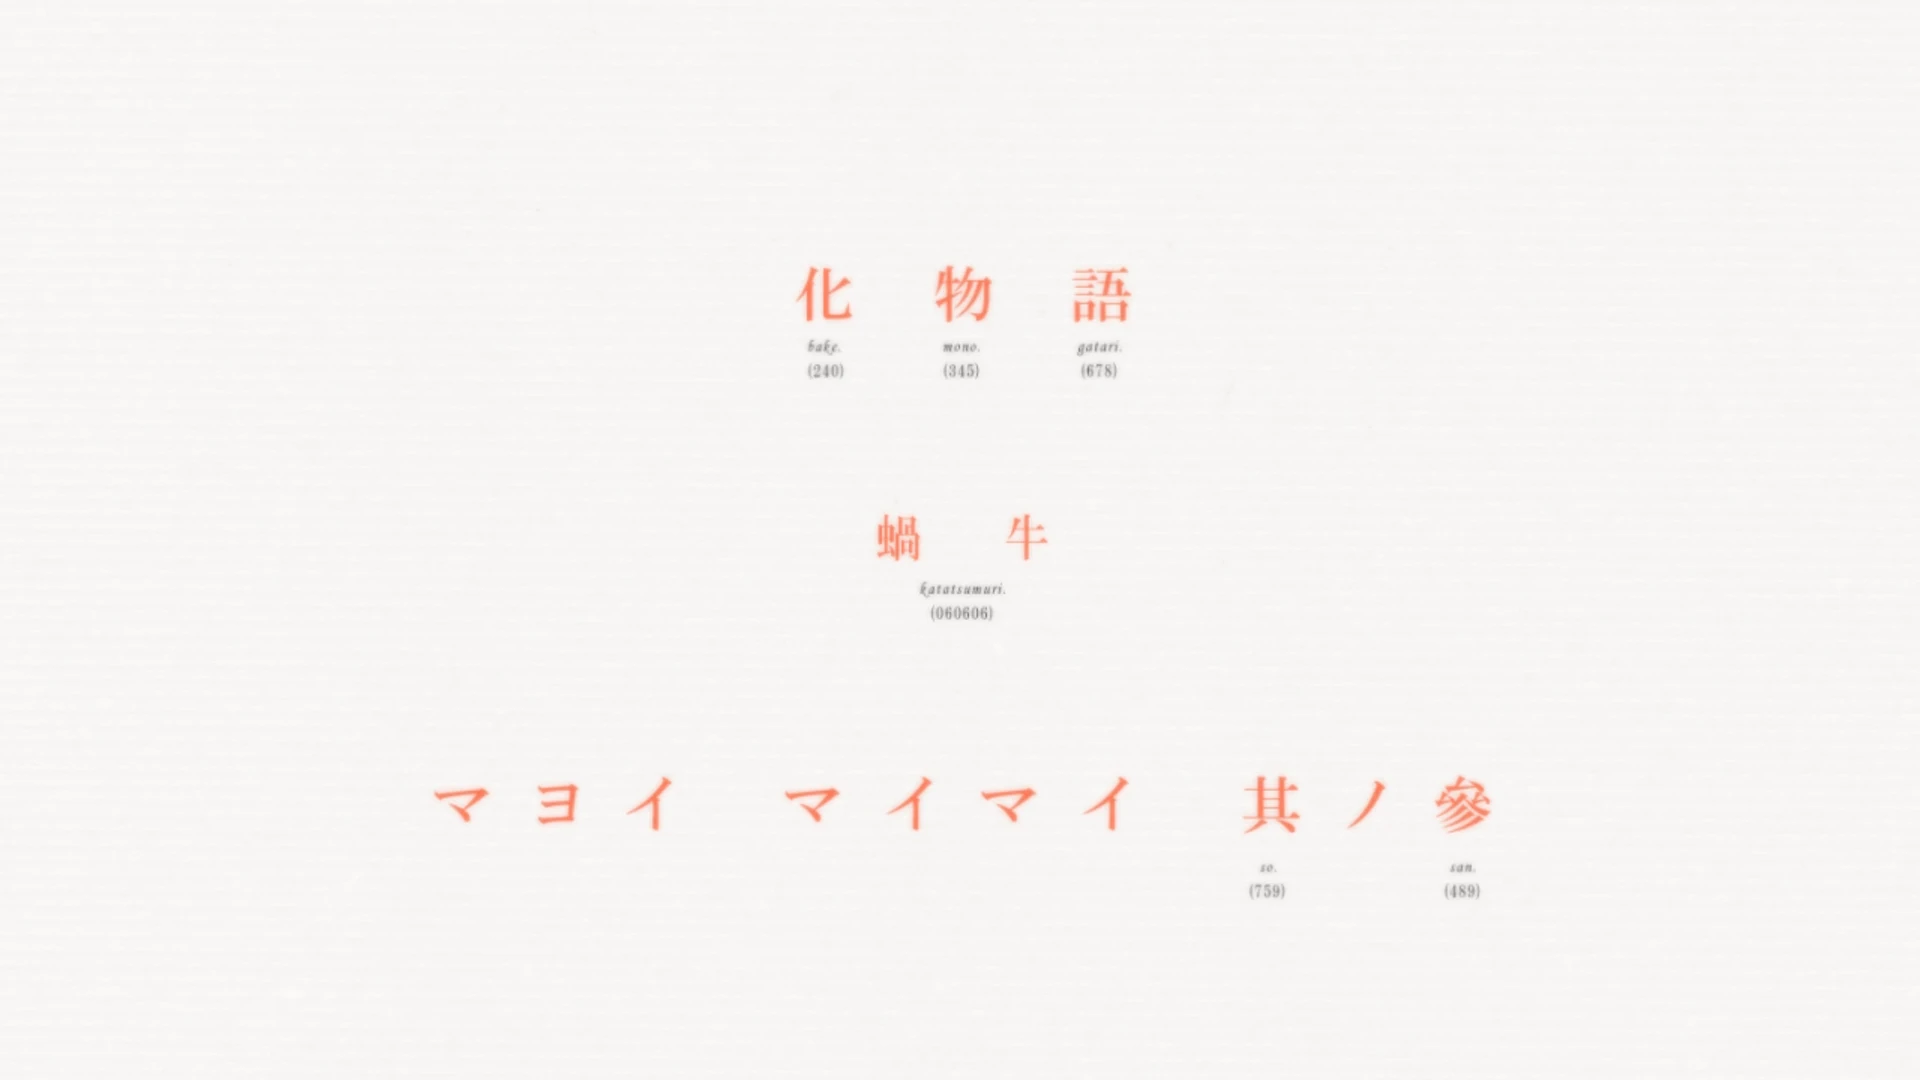 化 物 語
bake. mono. gatari.
(240) (345) (678)
蝸 牛
katatsumuri.
(060606)
マヨイ マイマイ 其ノ參
so. san.
(759) (489)